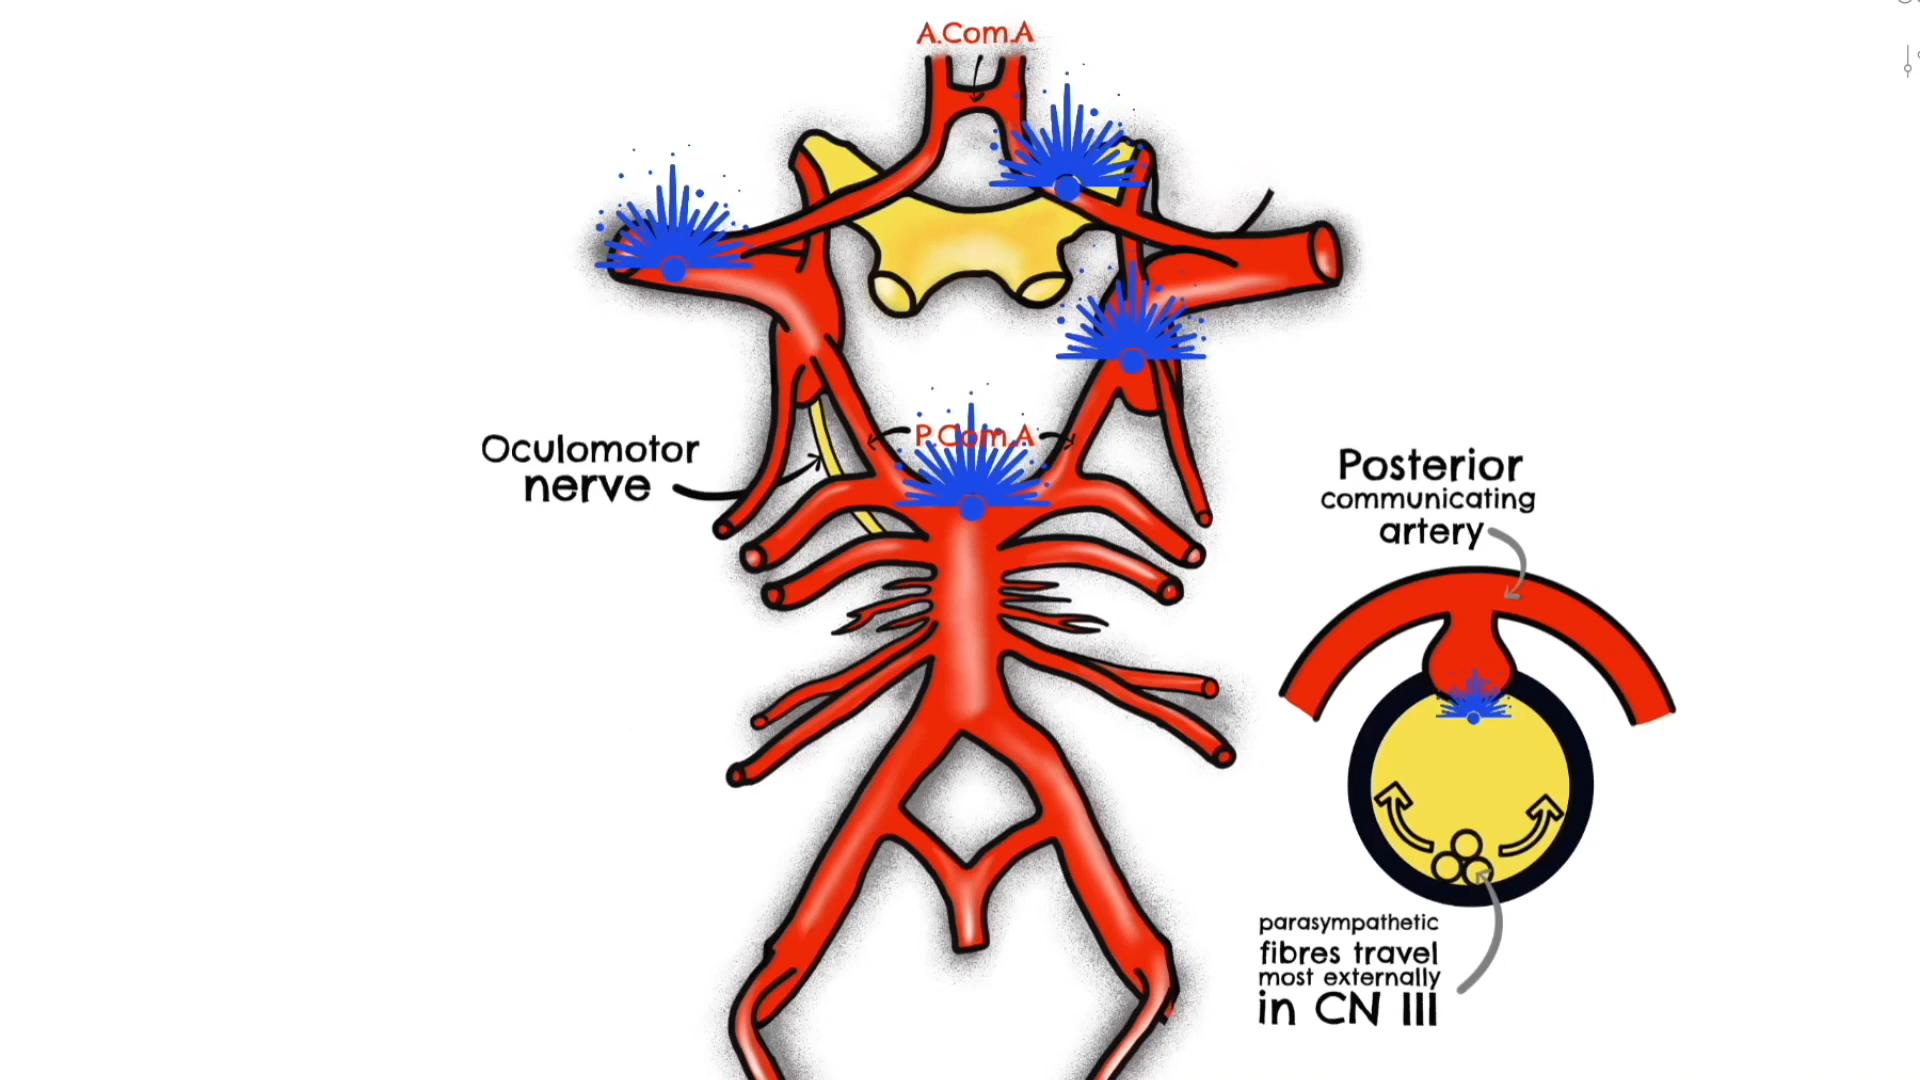 A.Com.A
P.Com.A
Oculomotor
nerve
Posterior
communicating
artery
parasympathetic
fibres travel
most externally
in CN III